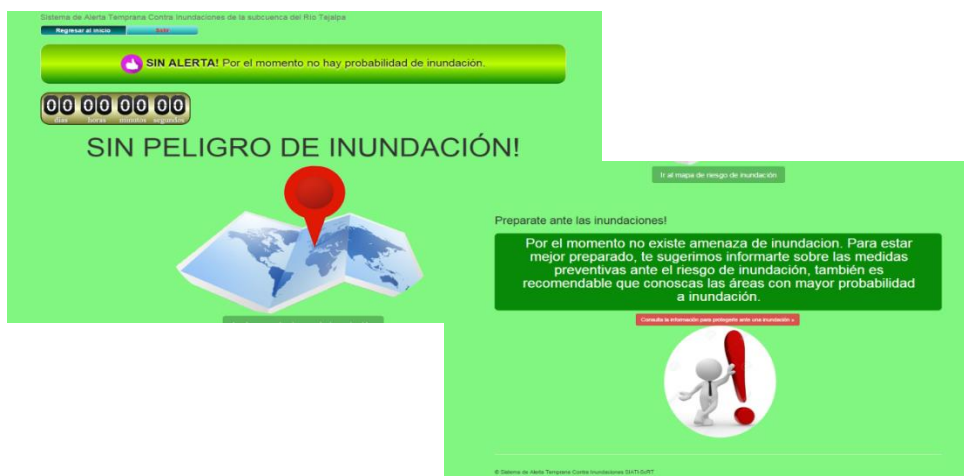 Sistema de Alerta Temprana Contra Inundaciones de la subcuenca del Río Tejalpa
Regresar al inicio Salir
SIN ALERTA! Por el momento no hay probabilidad de inundación.
00 00 00 00
días horas minutos segundos
SIN PELIGRO DE INUNDACIÓN!
Ir al mapa de riesgo de inundación
Preparate ante las inundaciones!
Por el momento no existe amenaza de inundacion. Para estar
mejor preparado, te sugerimos informarte sobre las medidas
preventivas ante el riesgo de inundación, también es
recomendable que conoscas las áreas con mayor probabilidad
a inundación.
Consulta la información para protegerte ante una inundación »
© Sistema de Alerta Temprana Contra Inundaciones